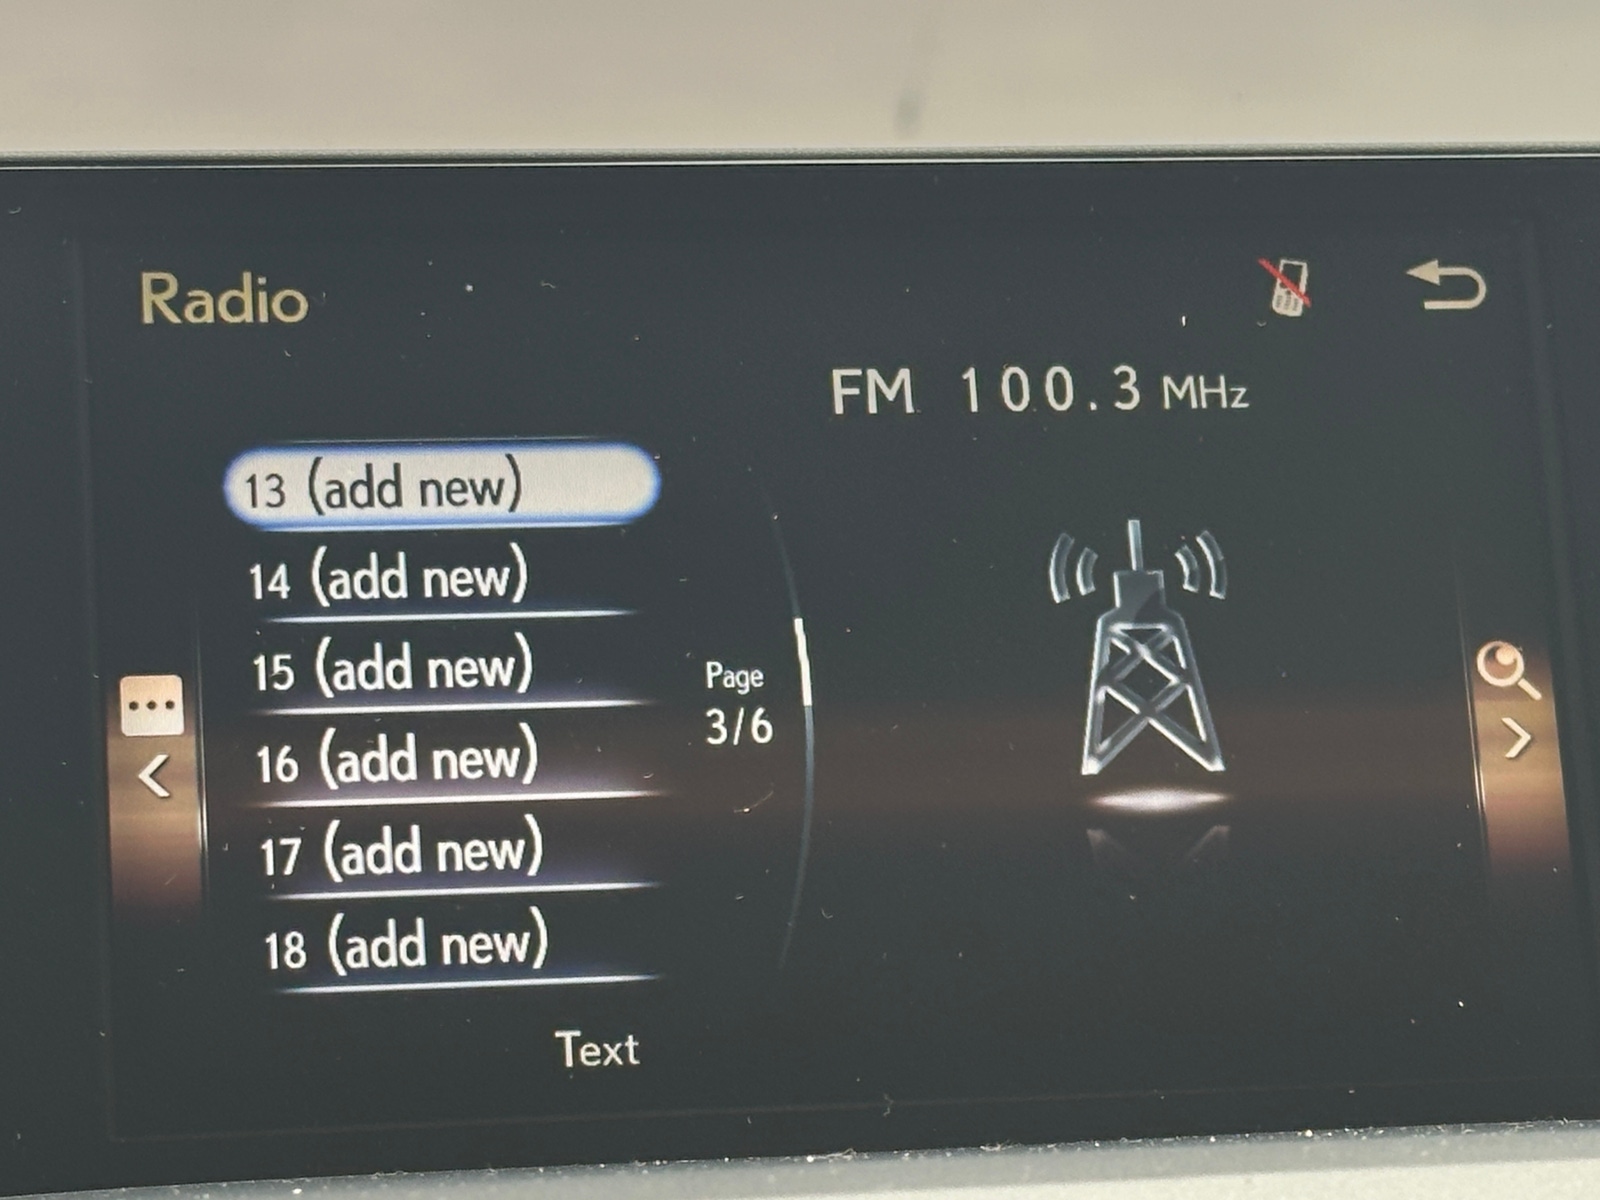 Radio
FM 100.3 MHz
13 (add new)
14 (add new)
15 (add new)
16 (add new)
17 (add new)
18 (add new)
Page
3/6
Text